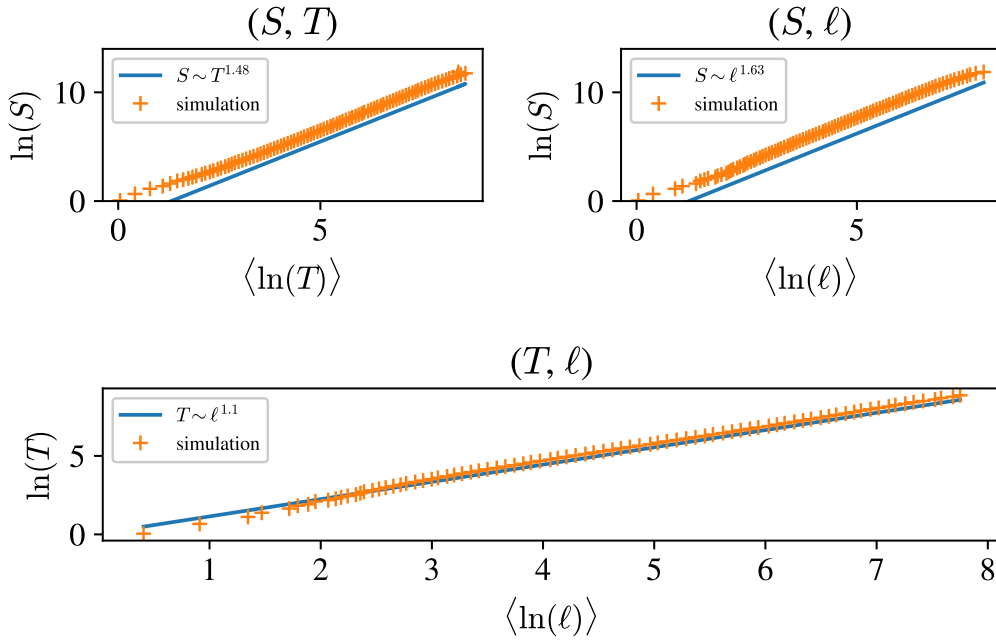 (S, T)
S ~ T^1.48
simulation
10
0
ln(S)
0
5
⟨ln(T)⟩
(S, ℓ)
S ~ ℓ^1.63
simulation
10
0
ln(S)
0
5
⟨ln(ℓ)⟩
(T, ℓ)
T ~ ℓ^1.1
simulation
5
0
ln(T)
1 2 3 4 5 6 7 8
⟨ln(ℓ)⟩